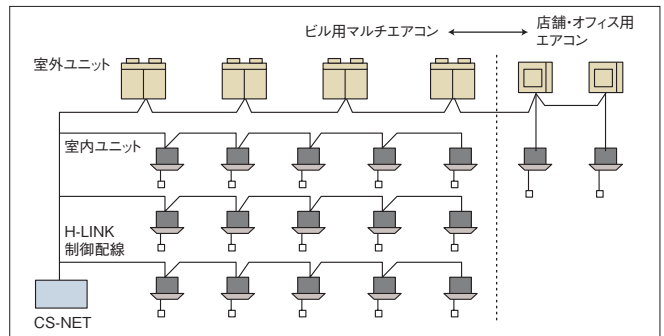 ビル用マルチエアコン
店舗・オフィス用
エアコン
室外ユニット
室内ユニット
H-LINK
制御配線
CS-NET